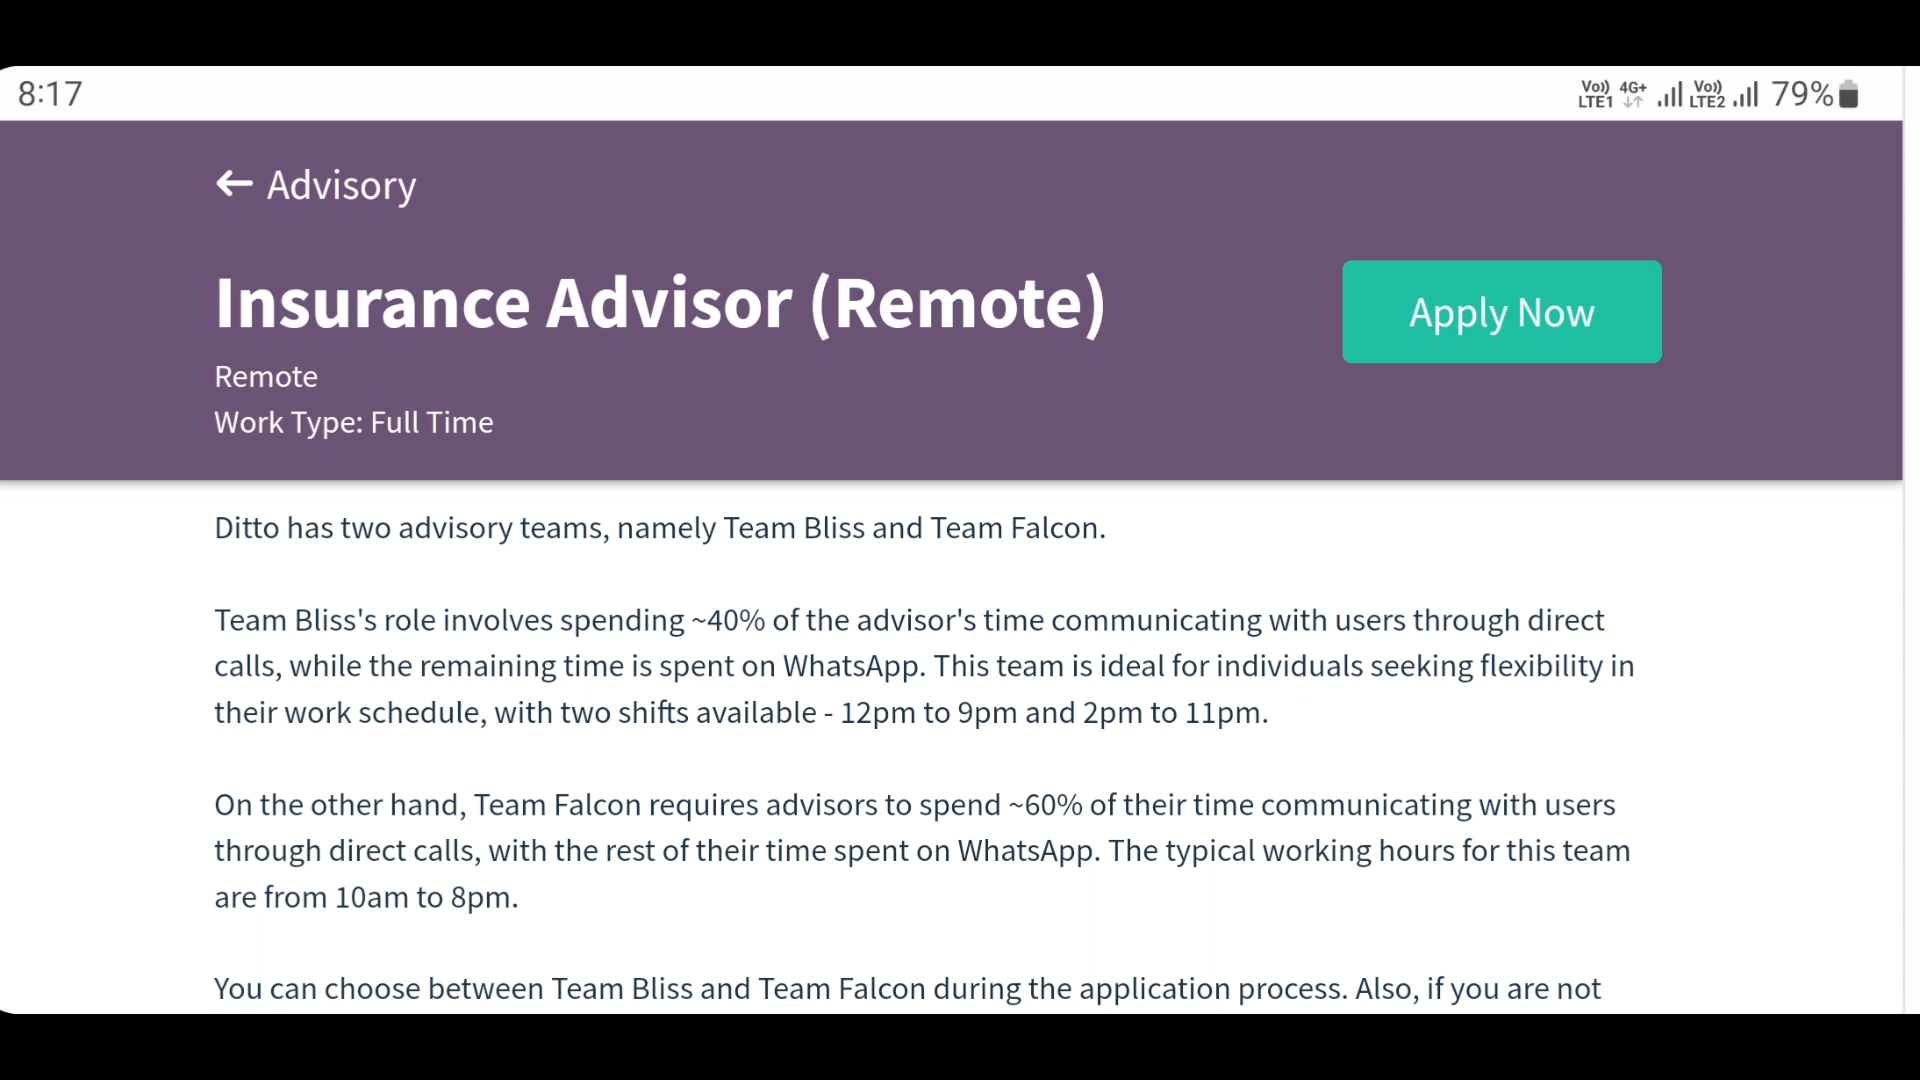 8:17
Vo)) LTE1 4G+ Vo)) LTE2 79%
← Advisory
Insurance Advisor (Remote)
Apply Now
Remote
Work Type: Full Time
Ditto has two advisory teams, namely Team Bliss and Team Falcon.
Team Bliss's role involves spending ~40% of the advisor's time communicating with users through direct
calls, while the remaining time is spent on WhatsApp. This team is ideal for individuals seeking flexibility in
their work schedule, with two shifts available - 12pm to 9pm and 2pm to 11pm.
On the other hand, Team Falcon requires advisors to spend ~60% of their time communicating with users
through direct calls, with the rest of their time spent on WhatsApp. The typical working hours for this team
are from 10am to 8pm.
You can choose between Team Bliss and Team Falcon during the application process. Also, if you are not